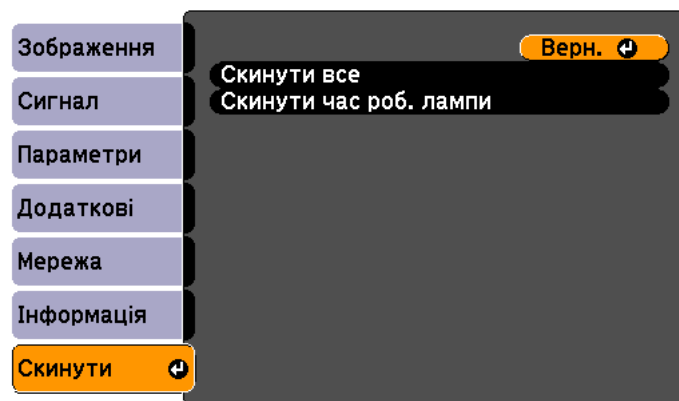 Зображення
Сигнал
Параметри
Додаткові
Мережа
Інформація
Скинути
Верн.
Скинути все
Скинути час роб. лампи